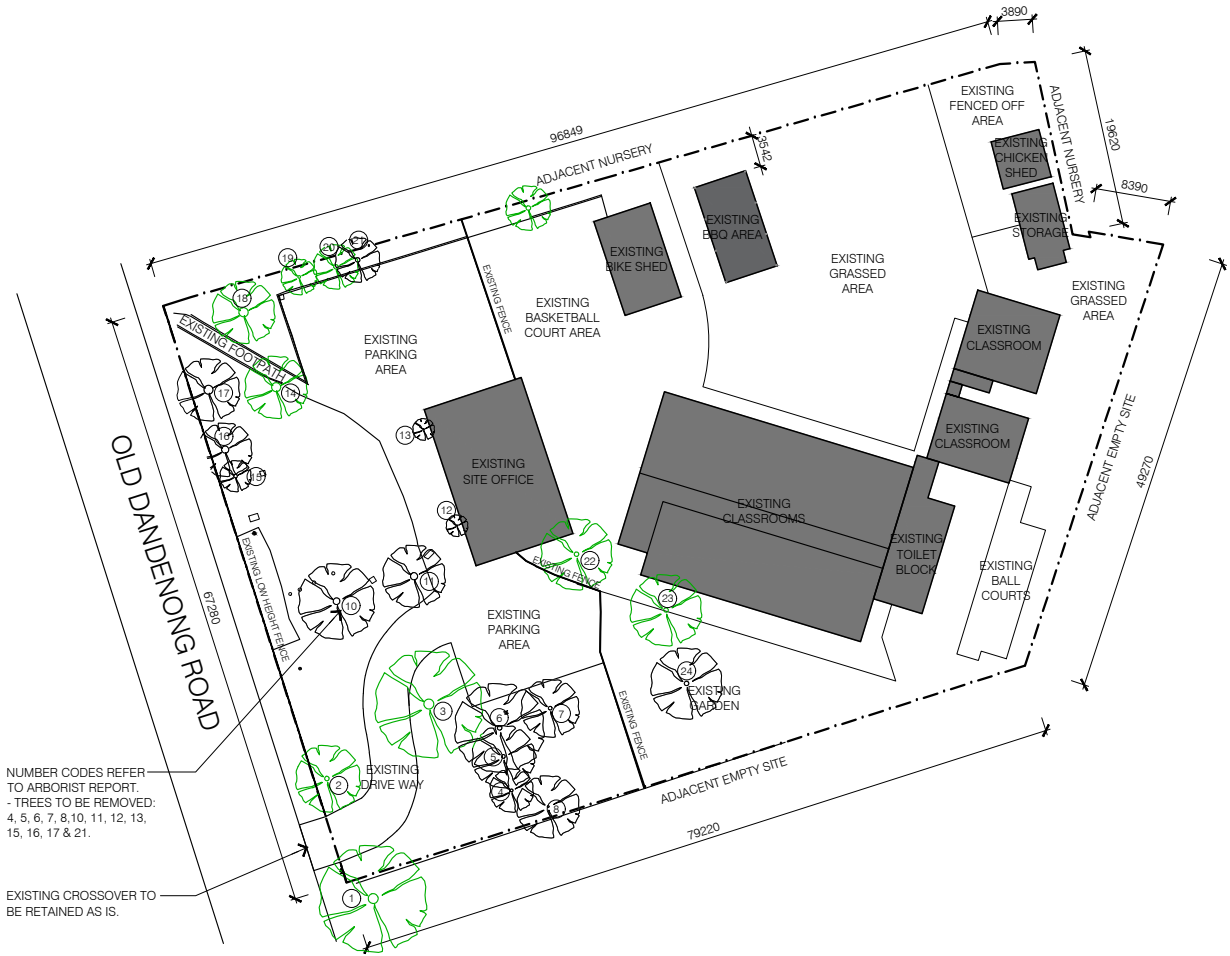 3890
96849
ADJACENT NURSERY
3542
EXISTING
FENCED OFF
AREA
ADJACENT NURSERY
19620
EXISTING
CHICKEN
SHED
8390
EXISTING
STORAGE
EXISTING
BBQ AREA
EXISTING
BIKE SHED
EXISTING
GRASSED
AREA
EXISTING
GRASSED
AREA
21
20
19
18
EXISTING FENCE
EXISTING
BASKETBALL
COURT AREA
EXISTING FOOTPATH
EXISTING
PARKING
AREA
EXISTING
CLASSROOM
17
14
16
13
15
EXISTING
CLASSROOM
EXISTING
SITE OFFICE
ADJACENT EMPTY SITE
49270
OLD DANDENONG ROAD
12
EXISTING
CLASSROOMS
EXISTING
TOILET
BLOCK
EXISTING
BALL
COURTS
EXISTING LOW HEIGHT FENCE
67280
11
10
EXISTING FENCE
22
23
EXISTING
PARKING
AREA
24
EXISTING
GARDEN
3
6
7
EXISTING FENCE
5
4
8
2
EXISTING
DRIVE WAY
ADJACENT EMPTY SITE
79220
NUMBER CODES REFER
TO ARBORIST REPORT.
- TREES TO BE REMOVED:
4, 5, 6, 7, 8,10, 11, 12, 13,
15, 16, 17 & 21.
EXISTING CROSSOVER TO
BE RETAINED AS IS.
1